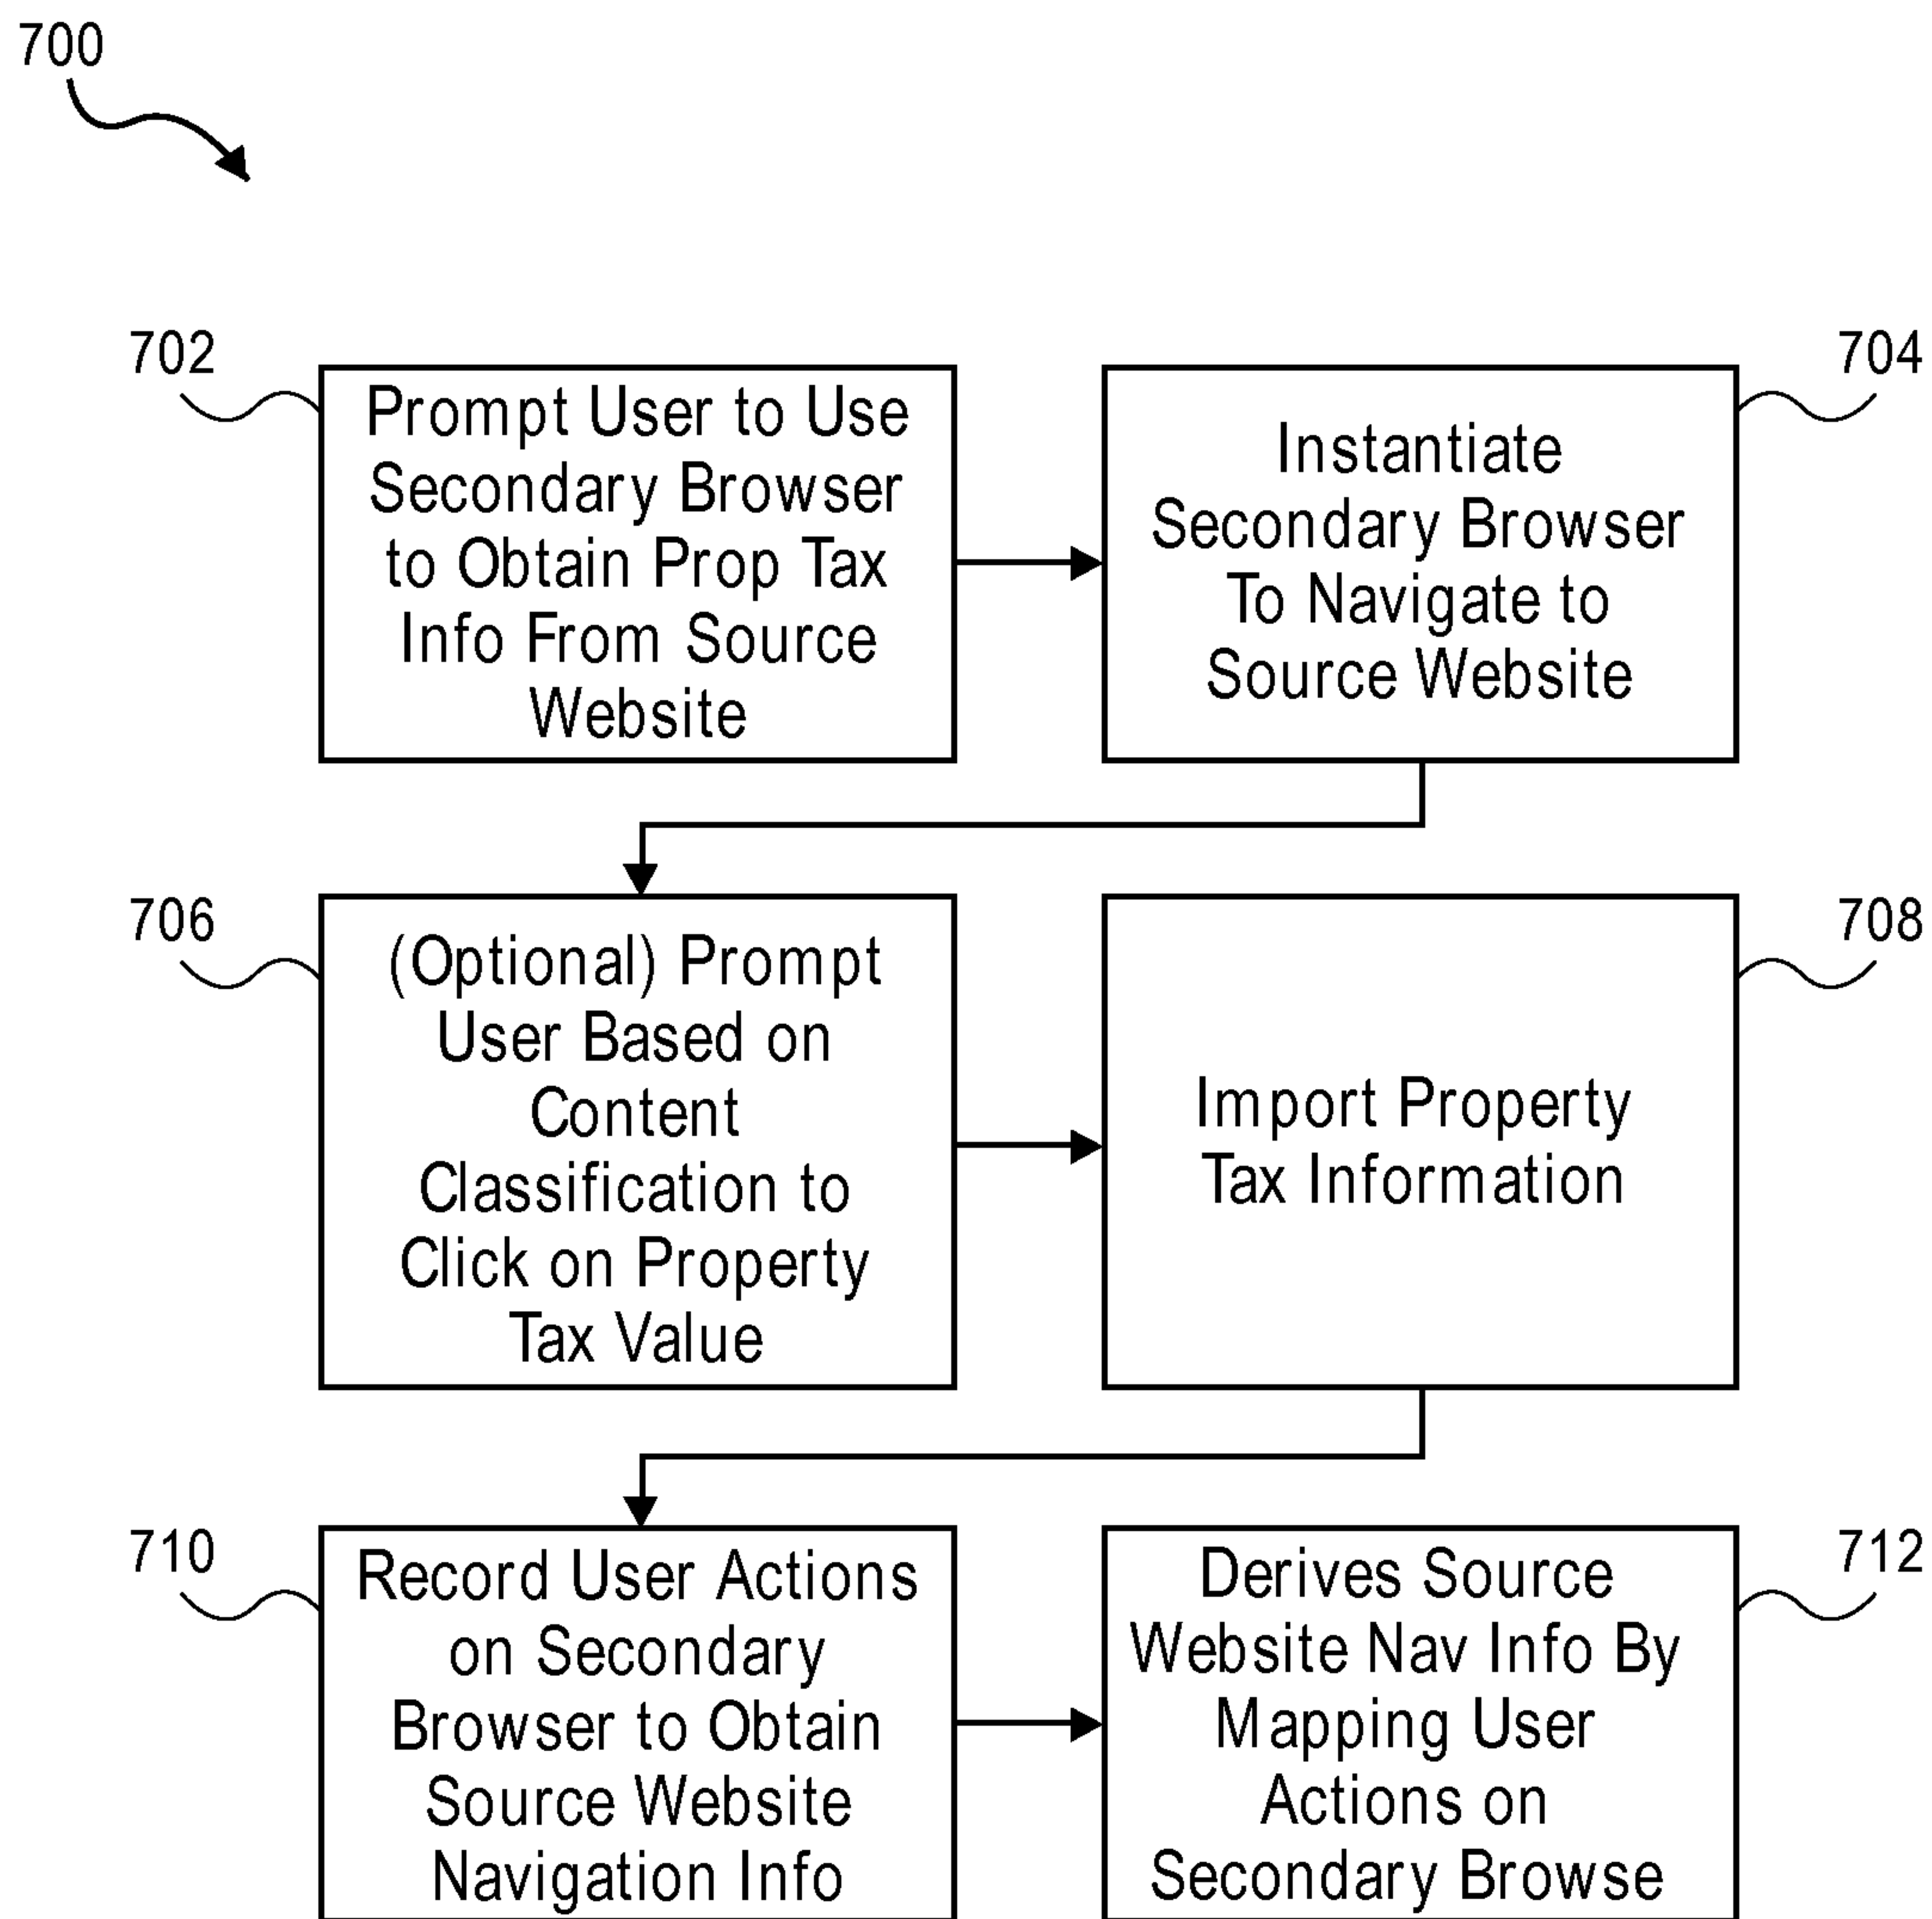 700
702
Prompt User to Use
Secondary Browser
to Obtain Prop Tax
Info From Source
Website
704
Instantiate
Secondary Browser
To Navigate to
Source Website
706
(Optional) Prompt
User Based on
Content
Classification to
Click on Property
Tax Value
708
Import Property
Tax Information
710
Record User Actions
on Secondary
Browser to Obtain
Source Website
Navigation Info
712
Derives Source
Website Nav Info By
Mapping User
Actions on
Secondary Browse